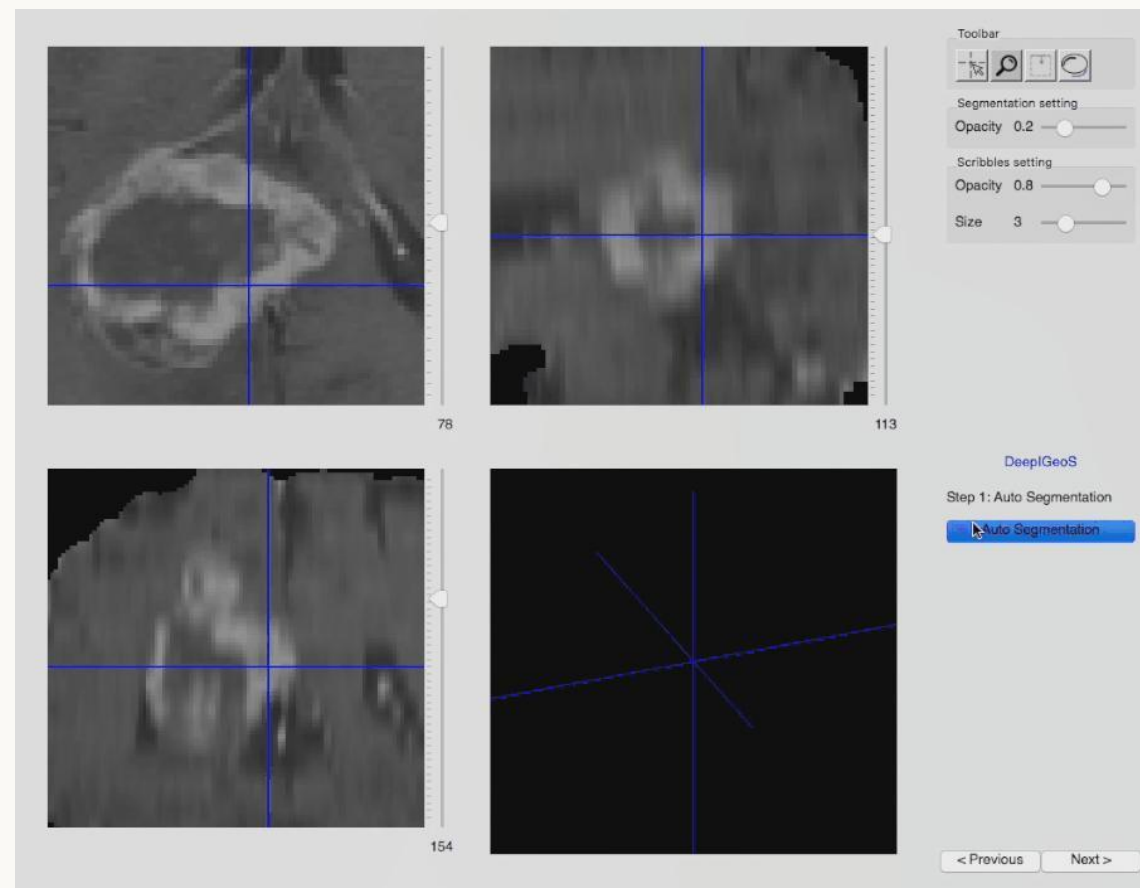 Toolbar
Segmentation setting
Opacity 0.2
Scribbles setting
Opacity 0.8
Size 3
78
113
DeepIGeoS
Step 1: Auto Segmentation
Auto Segmentation
154
< Previous Next >